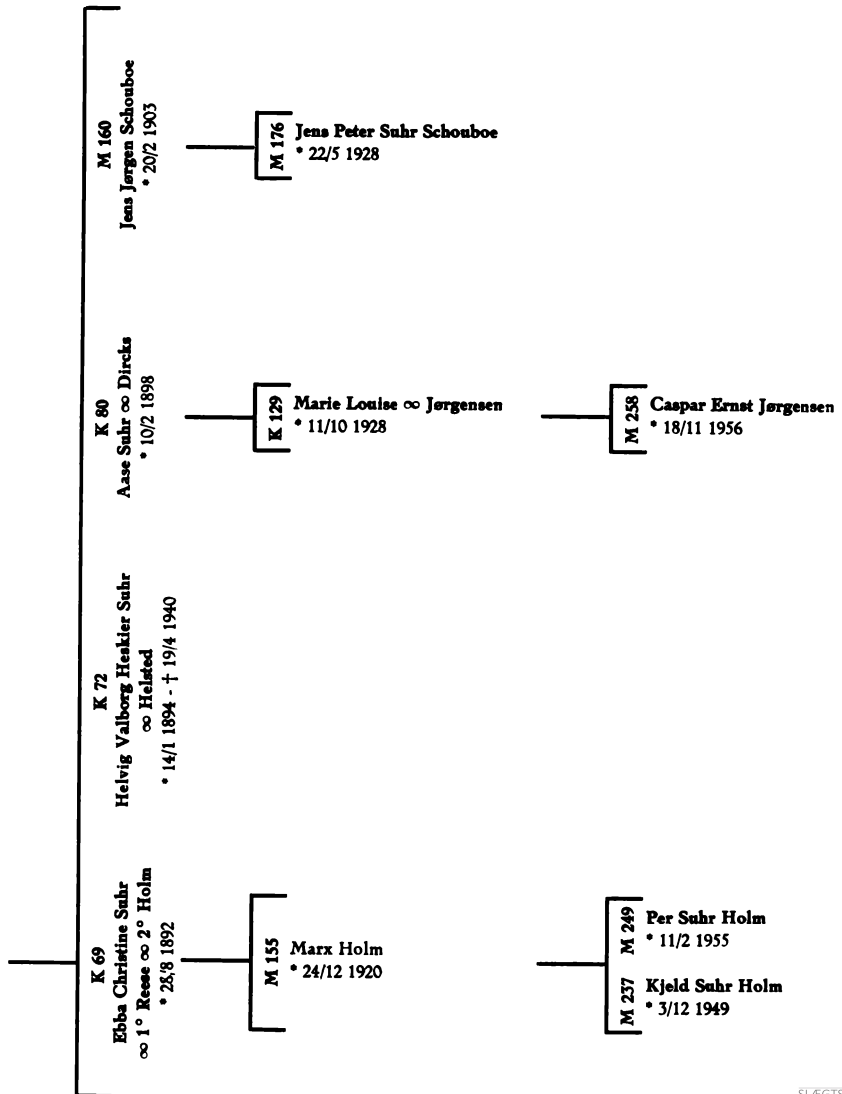 M 160
Jens Jørgen Schouboe
* 20/2 1903
M 176
Jens Peter Suhr Schouboe
* 22/5 1928
K 80
Aase Suhr ∞ Dircks
* 10/2 1898
K 129
Marie Louise ∞ Jørgensen
* 11/10 1928
M 258
Caspar Ernst Jørgensen
* 18/11 1956
K 72
Helvig Valborg Heskier Suhr
∞ Helsted
* 14/1 1894 - † 19/4 1940
K 69
Ebba Christine Suhr
∞ 1° Reese ∞ 2° Holm
* 28/8 1892
M 155
Marx Holm
* 24/12 1920
M 249
Per Suhr Holm
* 11/2 1955
M 237
Kjeld Suhr Holm
* 3/12 1949